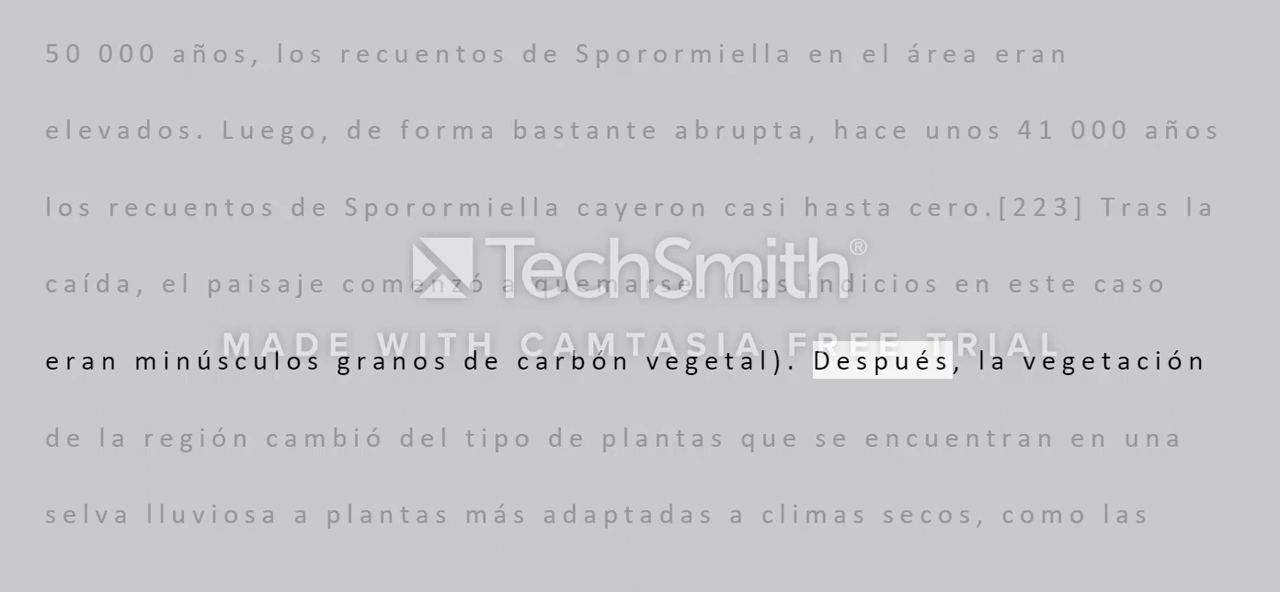 50 000 años, los recuentos de Sporormiella en el área eran
elevados. Luego, de forma bastante abrupta, hace unos 41 000 años
los recuentos de Sporormiella cayeron casi hasta cero.[223] Tras la
TechSmith®
caída, el paisaje comenzó a quemarse. (Los indicios en este caso
MADE WITH CAMTASIA FREE TRIAL
eran minúsculos granos de carbón vegetal). Después, la vegetación
de la región cambió del tipo de plantas que se encuentran en una
selva lluviosa a plantas más adaptadas a climas secos, como las